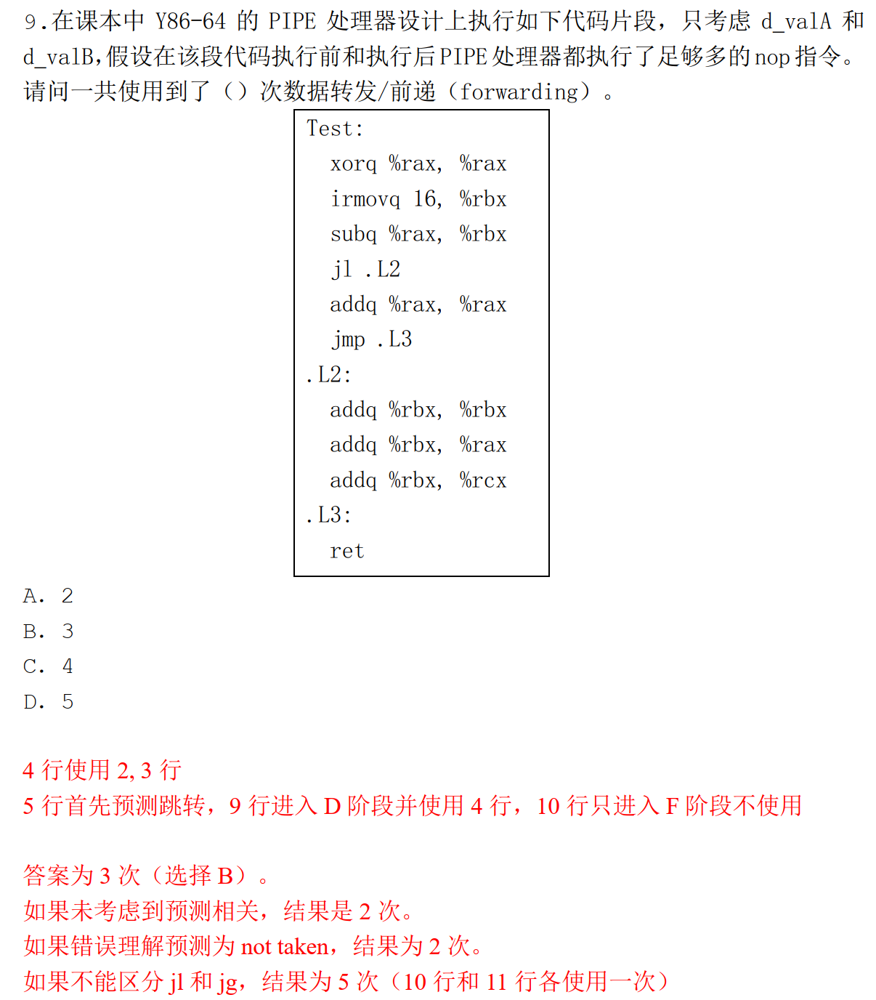 9.在课本中 Y86-64 的 PIPE 处理器设计上执行如下代码片段，只考虑 d_valA 和
d_valB,假设在该段代码执行前和执行后PIPE处理器都执行了足够多的nop指令。
请问一共使用到了（）次数据转发/前递（forwarding）。
Test:
xorq %rax, %rax
irmovq 16, %rbx
subq %rax, %rbx
jl .L2
addq %rax, %rax
jmp .L3
.L2:
addq %rbx, %rbx
addq %rbx, %rax
addq %rbx, %rcx
.L3:
ret
A. 2
B. 3
C. 4
D. 5
4 行使用 2, 3 行
5 行首先预测跳转，9 行进入 D 阶段并使用 4 行，10 行只进入 F 阶段不使用
答案为 3 次（选择 B）。
如果未考虑到预测相关，结果是 2 次。
如果错误理解预测为 not taken，结果为 2 次。
如果不能区分 jl 和 jg，结果为 5 次（10 行和 11 行各使用一次）